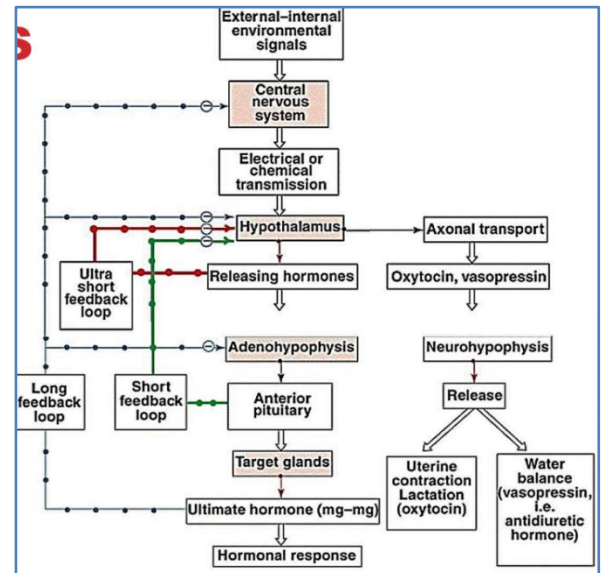 s
External–internal
environmental
signals
Central
nervous
system
Electrical or
chemical
transmission
Hypothalamus
Axonal transport
Ultra
short
feedback
loop
Releasing hormones
Oxytocin, vasopressin
Adenohypophysis
Neurohypophysis
Long
feedback
loop
Short
feedback
loop
Anterior
pituitary
Release
Target glands
Uterine
contraction
Lactation
(oxytocin)
Water
balance
(vasopressin,
i.e.
antidiuretic
hormone)
Ultimate hormone (mg–mg)
Hormonal response